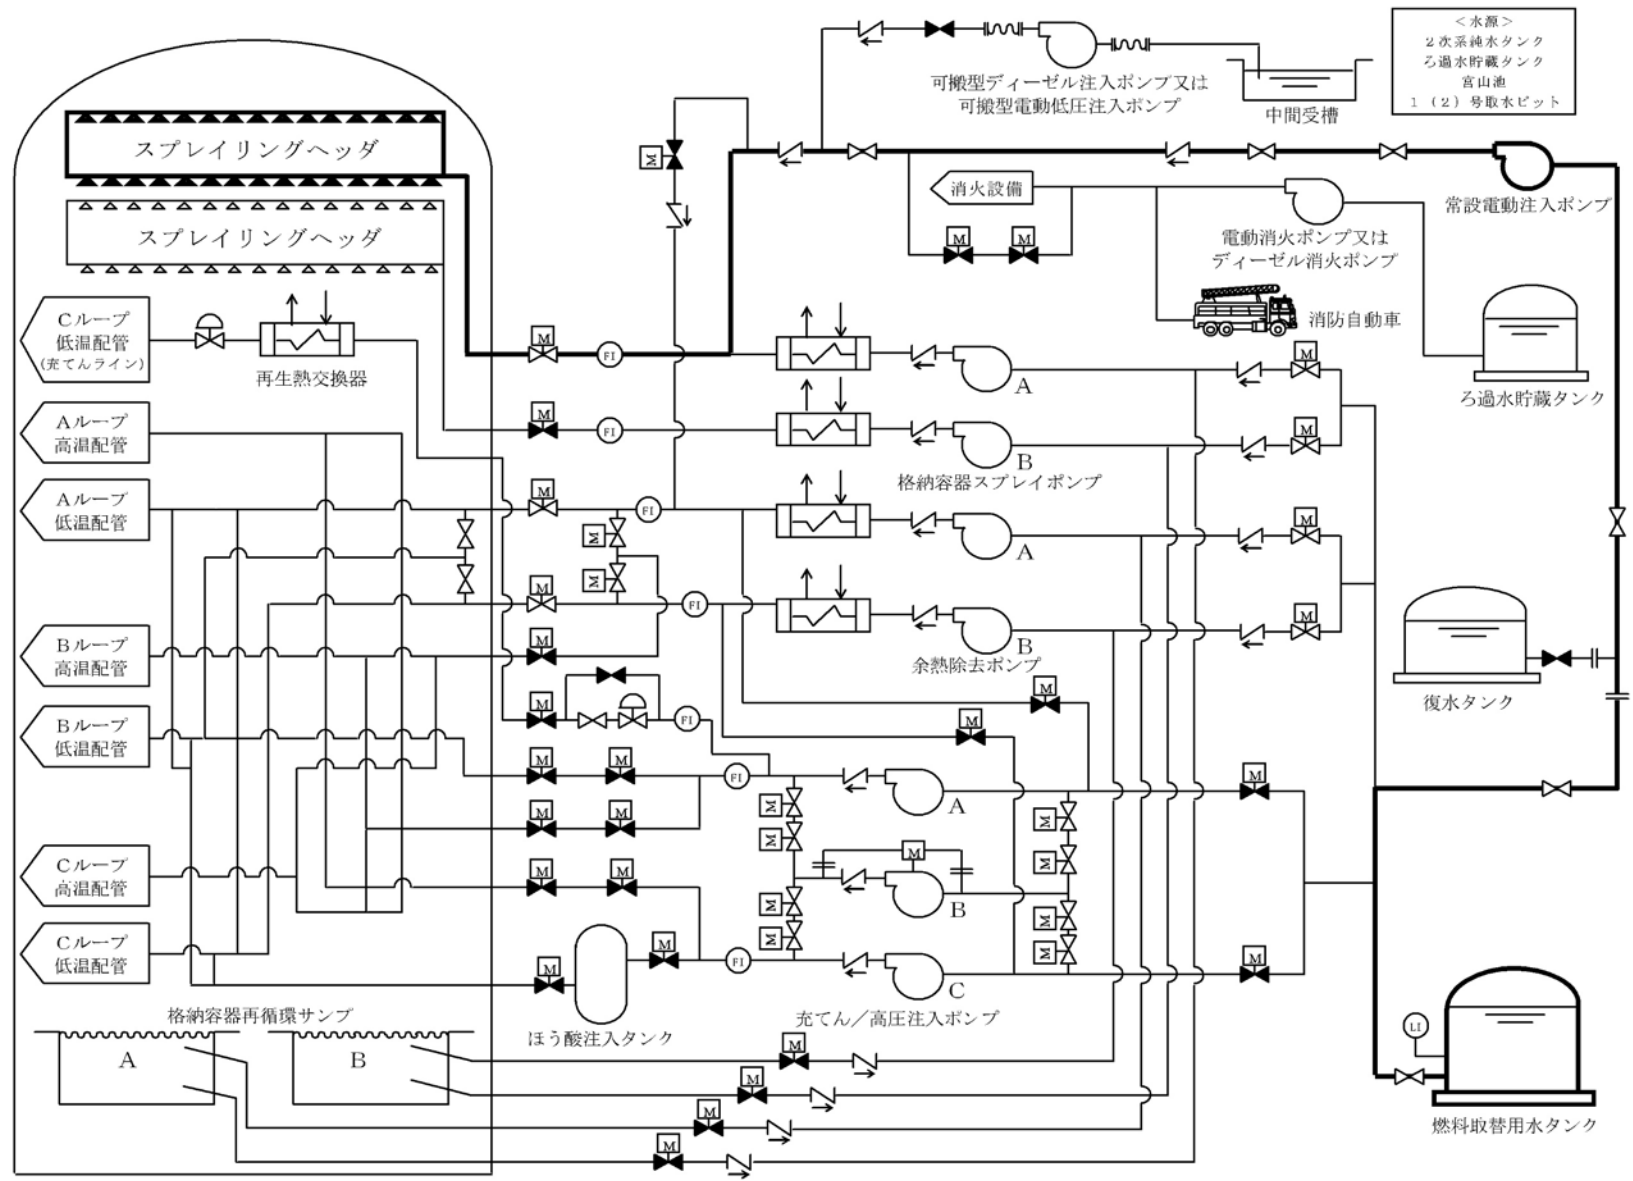 <水源>
2次系純水タンク
ろ過水貯蔵タンク
宮山池
1（2）号取水ピット
可搬型ディーゼル注入ポンプ又は
可搬型電動低圧注入ポンプ
中間受槽
スプレイリングヘッダ
M
消火設備
常設電動注入ポンプ
スプレイリングヘッダ
M
M
電動消火ポンプ又は
ディーゼル消火ポンプ
Cループ
低温配管
(充てんライン)
再生熱交換器
M
FI
A
消防自動車
M
ろ過水貯蔵タンク
Aループ
高温配管
M
FI
B
M
格納容器スプレイポンプ
Aループ
低温配管
M
FI
M
A
M
M
M
FI
B
M
余熱除去ポンプ
Bループ
高温配管
M
復水タンク
M
M
FI
M
Bループ
低温配管
M
M
FI
A
M
M
M
M
M
M
M
M
B
M
M
Cループ
高温配管
M
M
M
M
Cループ
低温配管
M
M
FI
C
M
ほう酸注入タンク
充てん／高圧注入ポンプ
格納容器再循環サンプ
A
B
M
M
M
M
LI
燃料取替用水タンク